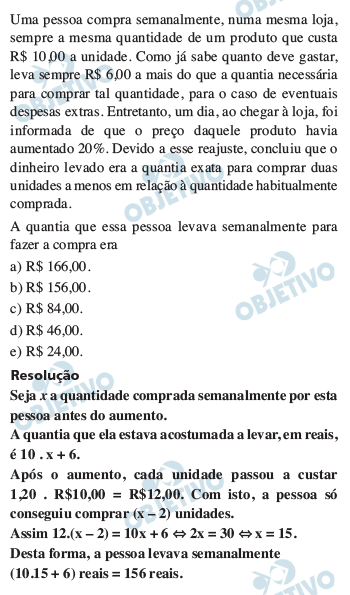 Uma pessoa compra semanalmente, numa mesma loja,
sempre a mesma quantidade de um produto que custa
R$ 10,00 a unidade. Como já sabe quanto deve gastar,
leva sempre R$ 6,00 a mais do que a quantia necessária
para comprar tal quantidade, para o caso de eventuais
despesas extras. Entretanto, um dia, ao chegar à loja, foi
informada de que o preço daquele produto havia
aumentado 20%. Devido a esse reajuste, concluiu que o
dinheiro levado era a quantia exata para comprar duas
unidades a menos em relação à quantidade habitualmente
comprada.
A quantia que essa pessoa levava semanalmente para
fazer a compra era
a) R$ 166,00.
b) R$ 156,00.
c) R$ 84,00.
d) R$ 46,00.
e) R$ 24,00.
Resolução
Seja x a quantidade comprada semanalmente por esta
pessoa antes do aumento.
A quantia que ela estava acostumada a levar, em reais,
é 10 . x + 6.
Após o aumento, cada unidade passou a custar
1,20 . R$10,00 = R$12,00. Com isto, a pessoa só
conseguiu comprar (x – 2) unidades.
Assim 12.(x – 2) = 10x + 6 ⇔ 2x = 30 ⇔ x = 15.
Desta forma, a pessoa levava semanalmente
(10.15 + 6) reais = 156 reais.
OBJETIVO
OBJETIVO
OBJETIVO
OBJETIVO
OBJETIVO